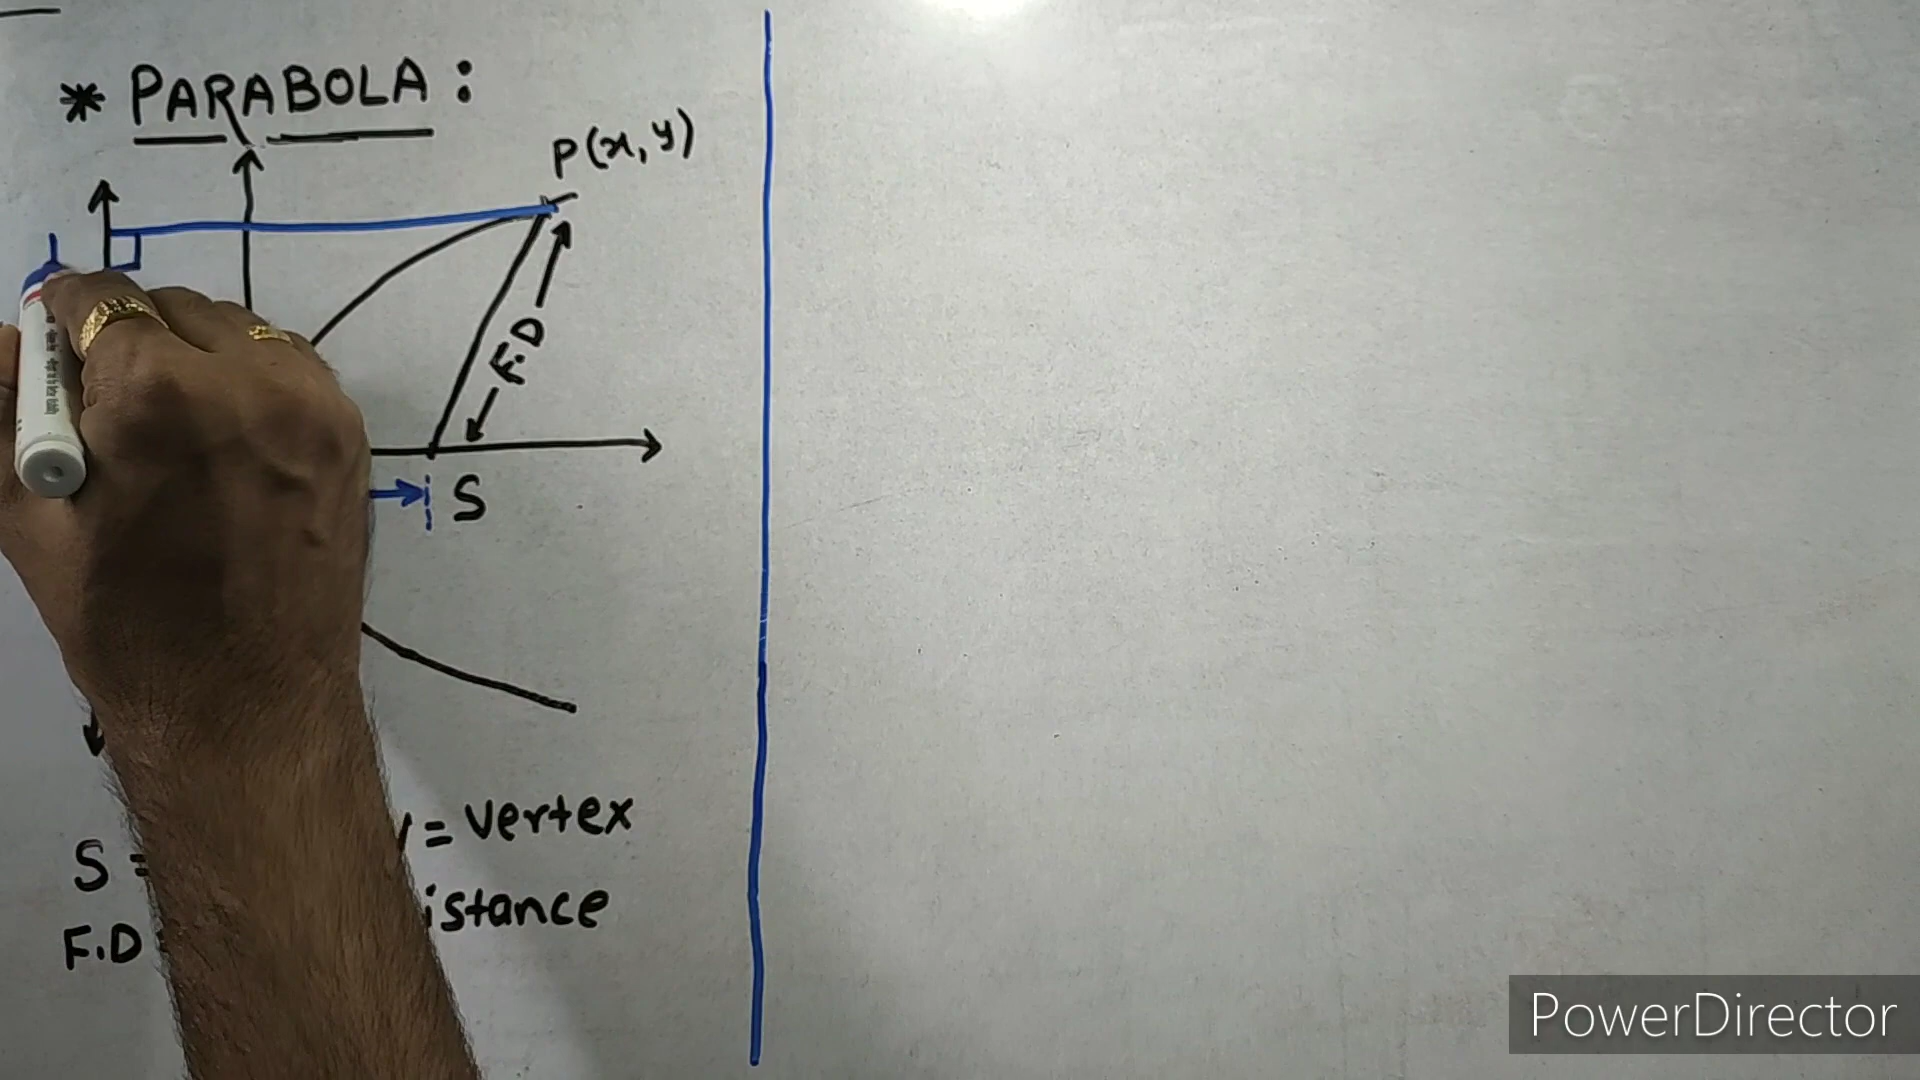 * PARABOLA :
P(x, y)
F.D
S
= Vertex
S =
istance
F.D
PowerDirector